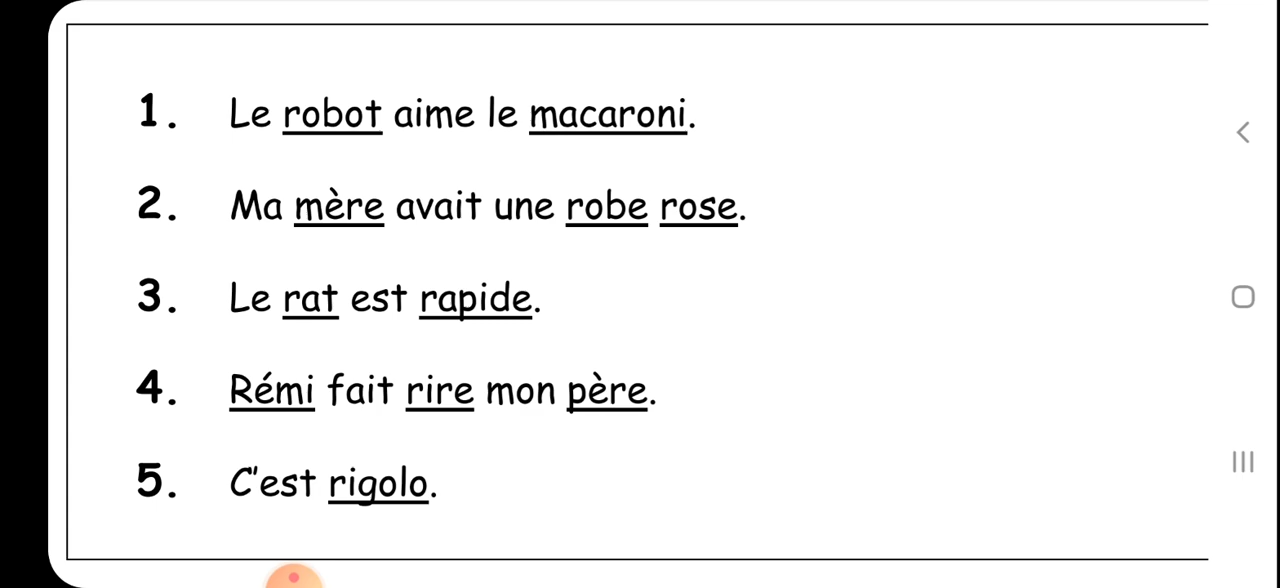 1. Le robot aime le macaroni.
2. Ma mère avait une robe rose.
3. Le rat est rapide.
4. Rémi fait rire mon père.
5. C'est rigolo.